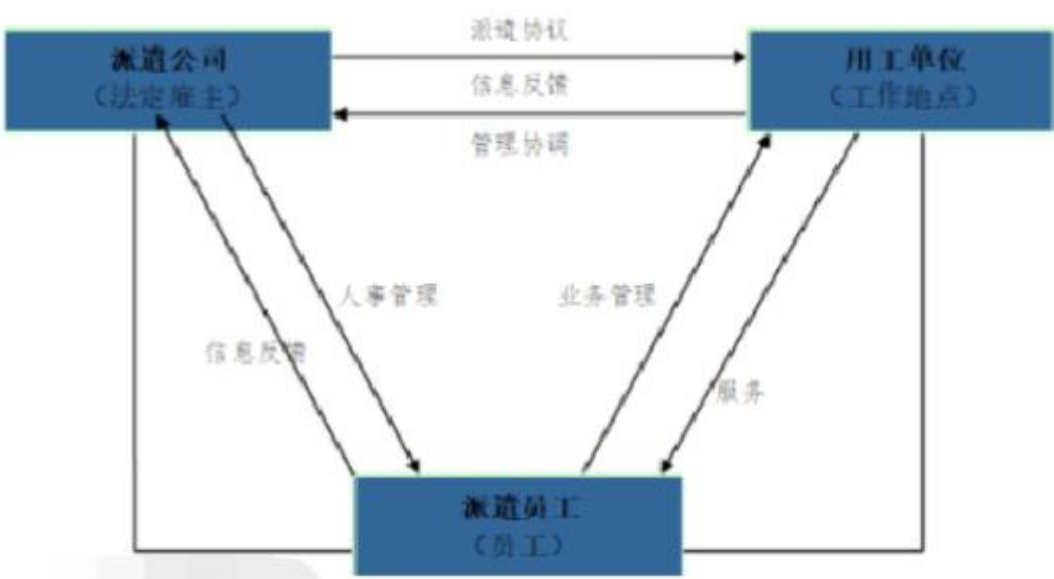 派遣协议
派遣公司
（法定雇主）
用工单位
（工作地点）
信息反馈
管理协调
人事管理
业务管理
信息反馈
服务
派遣员工
（员工）